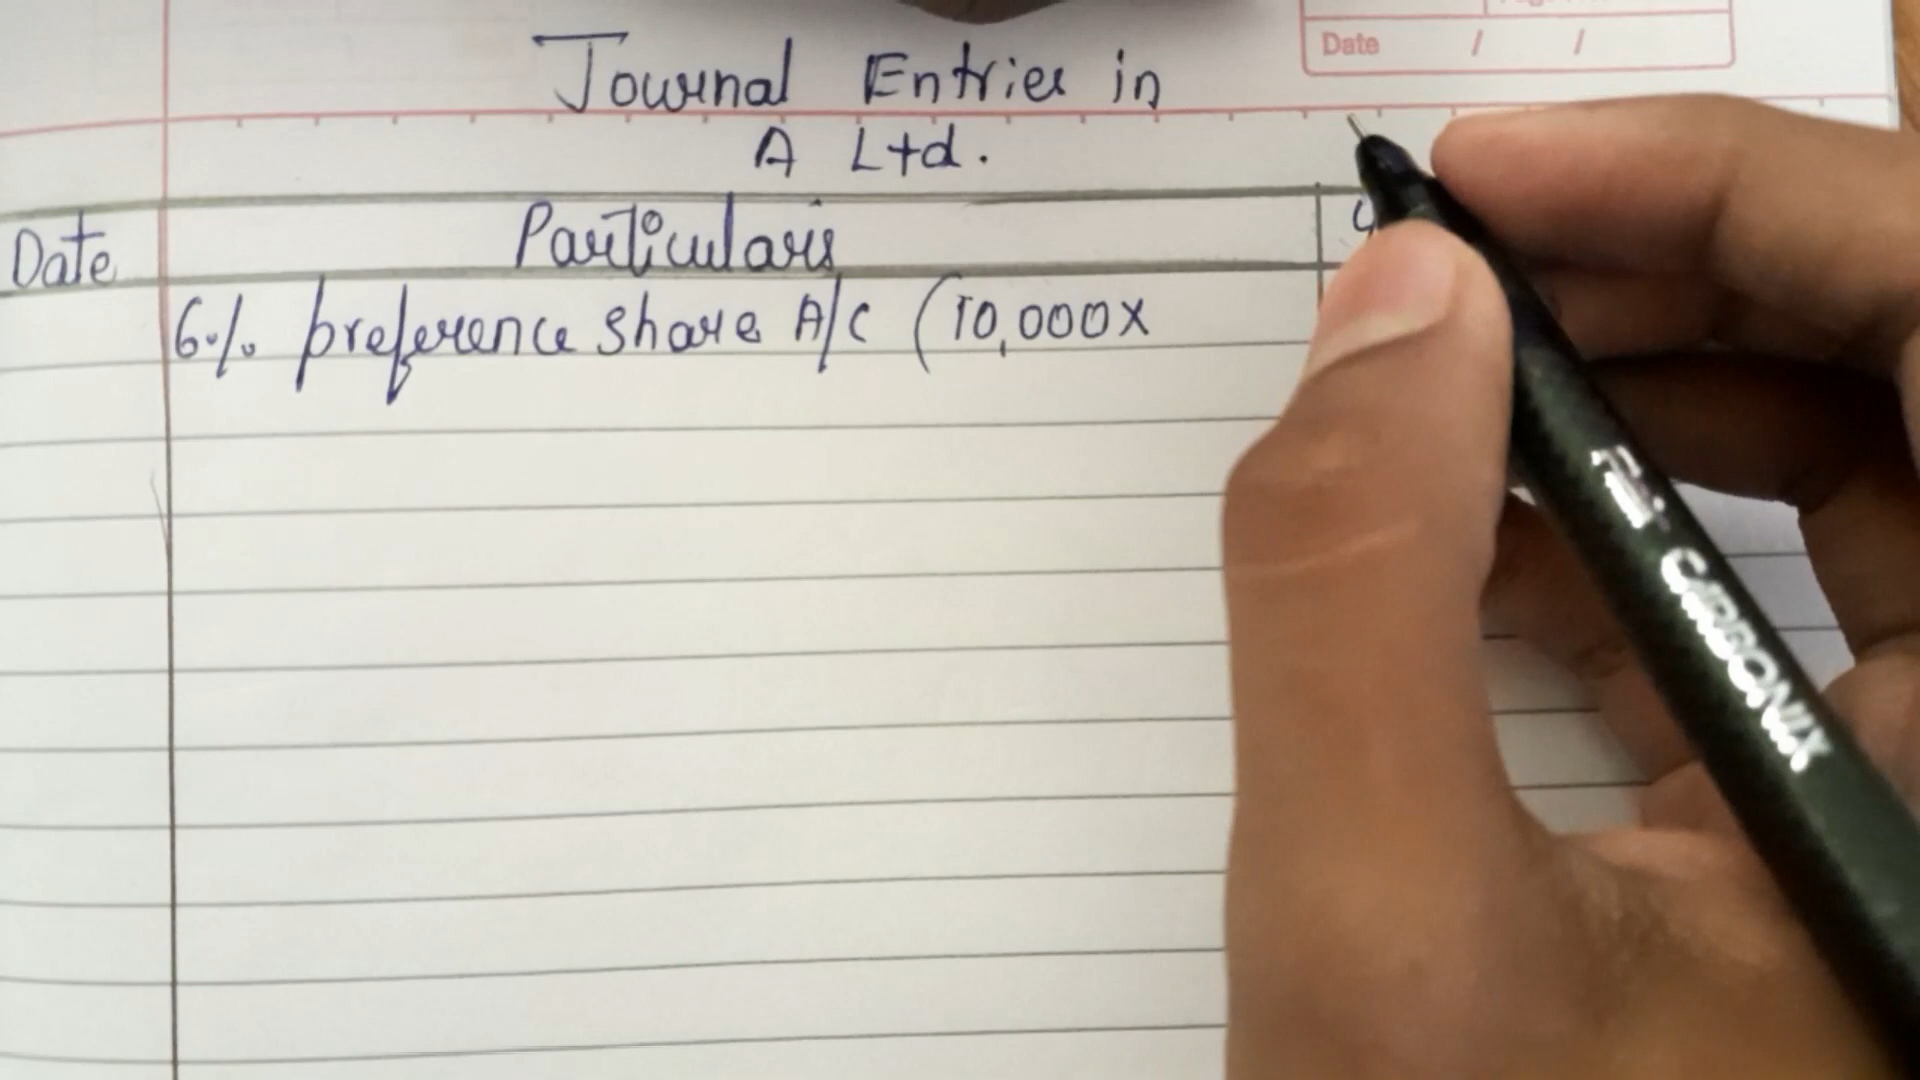 Date / /
Journal Entries in
A Ltd.
Date Particulars
6% preference share A/C (10,000X
CARBONIX